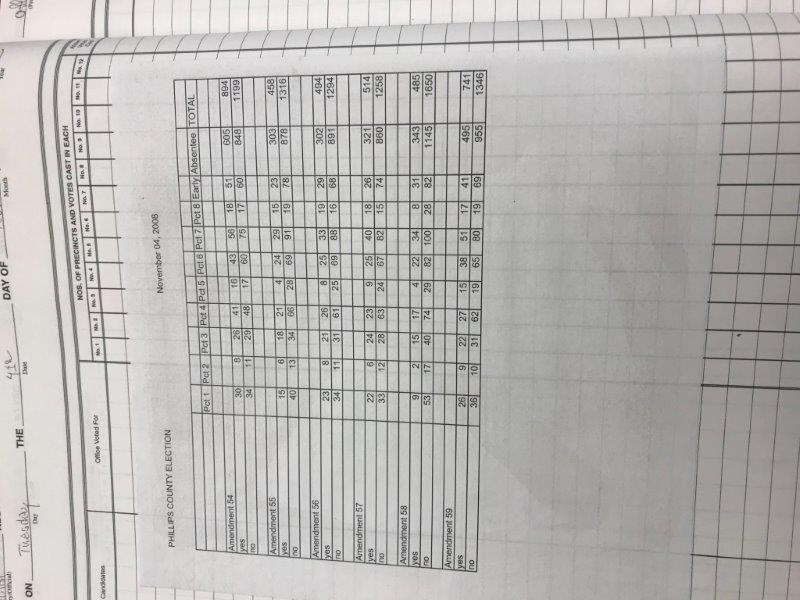 ON Tuesday THE 4th DAY OF
Day Date Month
NOS. OF PRECINCTS AND VOTES CAST IN EACH
Candidates Office Voted For No. 1 No. 2 No. 3 No. 4 No. 5 No. 6 No. 7 No. 8 No. 9 No. 10 No. 11 No. 12
PHILLIPS COUNTY ELECTION November 04, 2008
Pct 1 Pct 2 Pct 3 Pct 4 Pct 5 Pct 6 Pct 7 Pct 8 Early Absentee TOTAL
Amendment 54
yes 30 8 26 41 16 43 56 18 51 605 894
no 34 11 29 48 17 60 75 17 60 848 1199
Amendment 55
yes 15 6 18 21 4 24 29 15 23 303 458
no 40 13 34 66 28 69 91 19 78 878 1316
Amendment 56
yes 23 8 21 26 8 25 33 19 29 302 494
no 34 11 31 61 25 69 88 16 68 891 1294
Amendment 57
yes 22 6 24 23 9 25 40 18 26 321 514
no 33 12 28 63 24 67 82 15 74 860 1258
Amendment 58
yes 9 2 15 17 4 22 34 8 31 343 485
no 53 17 40 74 29 82 100 28 82 1145 1650
Amendment 59
yes 26 9 22 27 15 38 51 17 41 495 741
no 36 10 31 62 19 65 80 19 69 955 1346